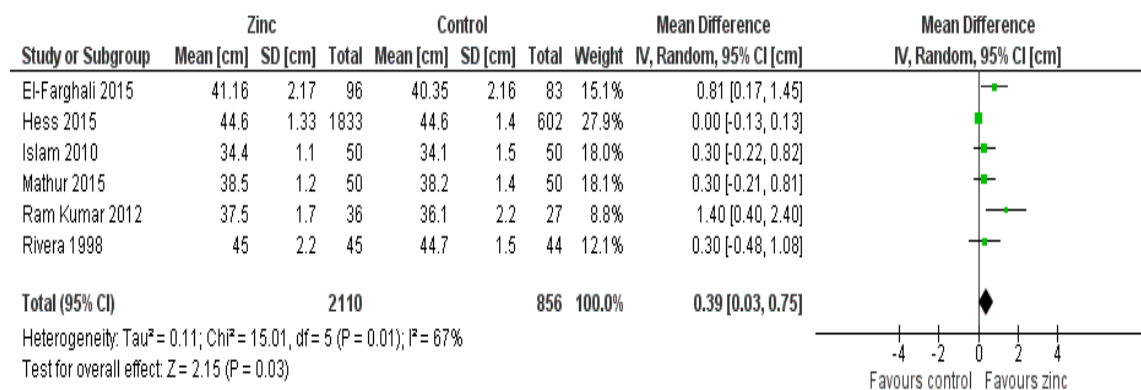 Zinc Control Mean Difference Mean Difference
Study or Subgroup Mean [cm] SD [cm] Total Mean [cm] SD [cm] Total Weight IV, Random, 95% CI [cm] IV, Random, 95% CI [cm]
El-Farghali 2015 41.16 2.17 96 40.35 2.16 83 15.1% 0.81 [0.17, 1.45]
Hess 2015 44.6 1.33 1833 44.6 1.4 602 27.9% 0.00 [-0.13, 0.13]
Islam 2010 34.4 1.1 50 34.1 1.5 50 18.0% 0.30 [-0.22, 0.82]
Mathur 2015 38.5 1.2 50 38.2 1.4 50 18.1% 0.30 [-0.21, 0.81]
Ram Kumar 2012 37.5 1.7 36 36.1 2.2 27 8.8% 1.40 [0.40, 2.40]
Rivera 1998 45 2.2 45 44.7 1.5 44 12.1% 0.30 [-0.48, 1.08]
Total (95% CI) 2110 856 100.0% 0.39 [0.03, 0.75]
Heterogeneity: Tau² = 0.11; Chi² = 15.01, df = 5 (P = 0.01); I² = 67%
Test for overall effect: Z = 2.15 (P = 0.03)
-4 -2 0 2 4
Favours control Favours zinc